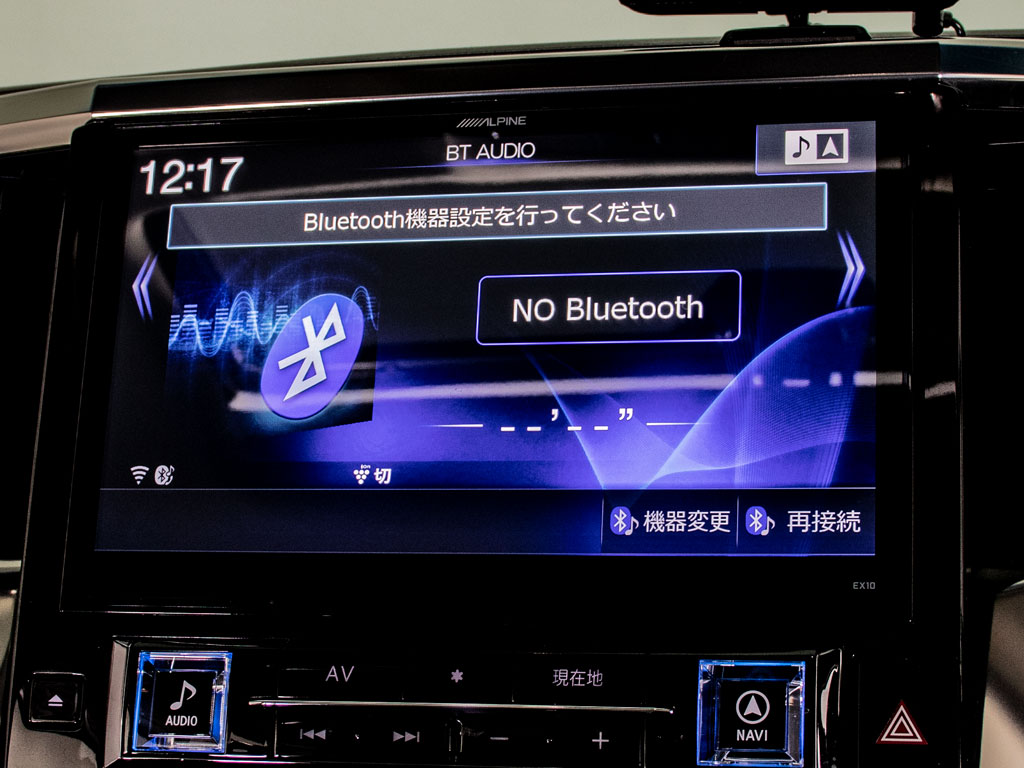 ALPINE
BT AUDIO
12:17
Bluetooth機器設定を行ってください
NO Bluetooth
--'--"
切
機器変更
再接続
EX10
AV
*
現在地
AUDIO
NAVI
− +